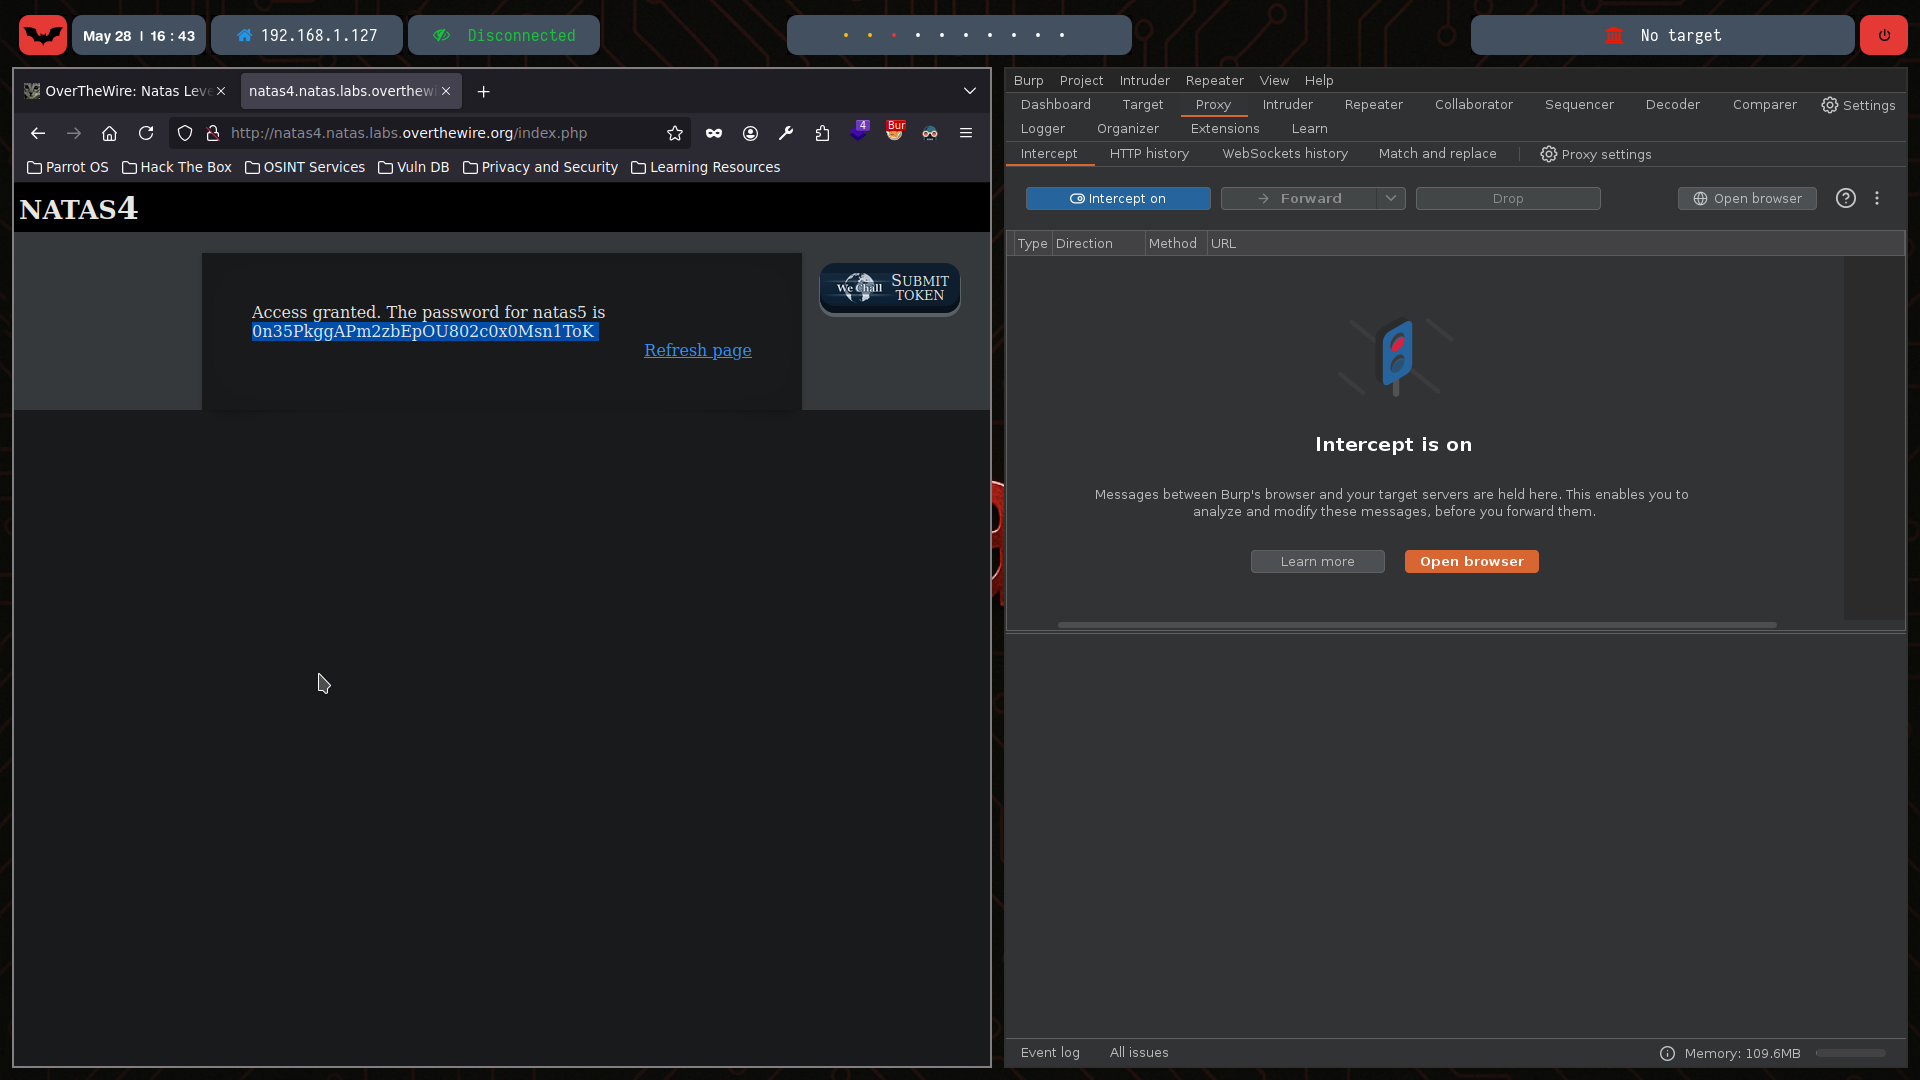 May 28 | 16 : 43
192.168.1.127
Disconnected
No target
OverTheWire: Natas Leve
natas4.natas.labs.overthewi
http://natas4.natas.labs.overthewire.org/index.php
4
Bur
Parrot OS
Hack The Box
OSINT Services
Vuln DB
Privacy and Security
Learning Resources
NATAS4
Access granted. The password for natas5 is
0n35PkggAPm2zbEpOU802c0x0Msn1ToK
Refresh page
We Chall
SUBMIT
TOKEN
Burp Project Intruder Repeater View Help
Dashboard Target Proxy Intruder Repeater Collaborator Sequencer Decoder Comparer Settings
Logger Organizer Extensions Learn
Intercept HTTP history WebSockets history Match and replace Proxy settings
Intercept on Forward Drop Open browser
Type Direction Method URL
Intercept is on
Messages between Burp's browser and your target servers are held here. This enables you to
analyze and modify these messages, before you forward them.
Learn more Open browser
Event log All issues Memory: 109.6MB